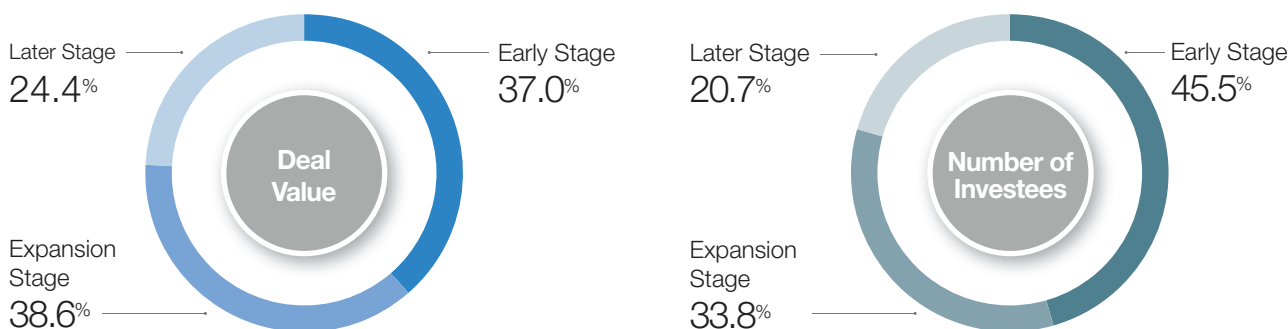 Later Stage
24.4%
Early Stage
37.0%
Deal
Value
Expansion
Stage
38.6%
Later Stage
20.7%
Early Stage
45.5%
Number of
Investees
Expansion
Stage
33.8%